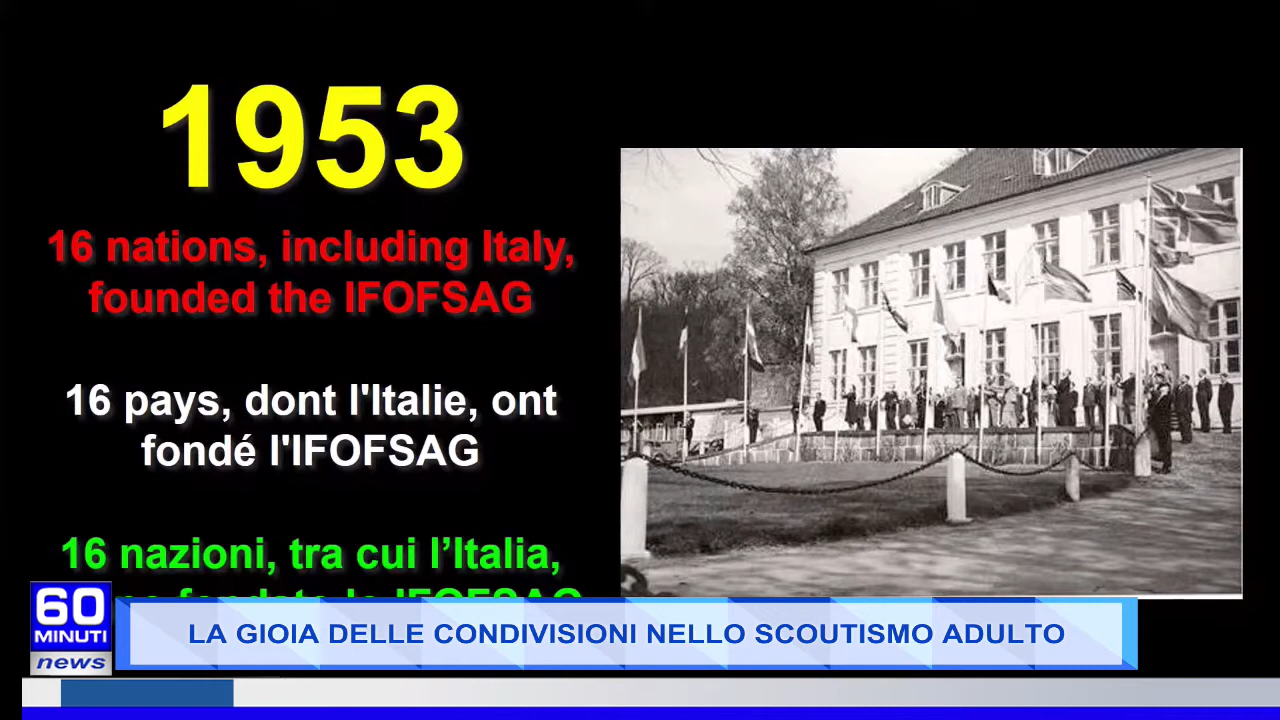 1953
16 nations, including Italy,
founded the IFOFSAG
16 pays, dont l'Italie, ont
fondé l'IFOFSAG
16 nazioni, tra cui l’Italia,
IFOFSAG
60
MINUTI
news
LA GIOIA DELLE CONDIVISIONI NELLO SCOUTISMO ADULTO